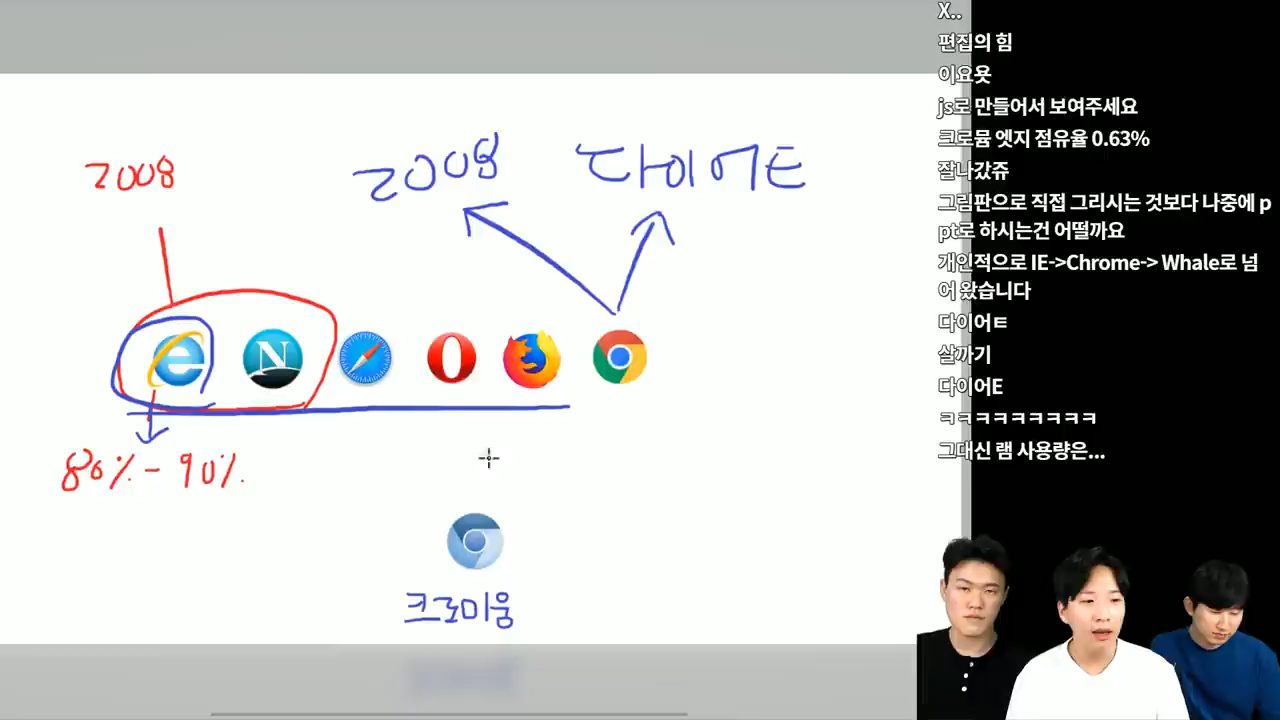 2008
2008 다이어E
N
80% - 90%
크로미움
X..
편집의 힘
이요욧
js로 만들어서 보여주세요
크로뮴 엣지 점유율 0.63%
잘나갔쥬
그림판으로 직접 그리시는 것보다 나중에 p
pt로 하시는건 어떨까요
개인적으로 IE->Chrome-> Whale로 넘
어 왔습니다
다이어ㅌ
살까기
다이어E
ㅋㅋㅋㅋㅋㅋㅋㅋㅋ
그대신 램 사용량은...